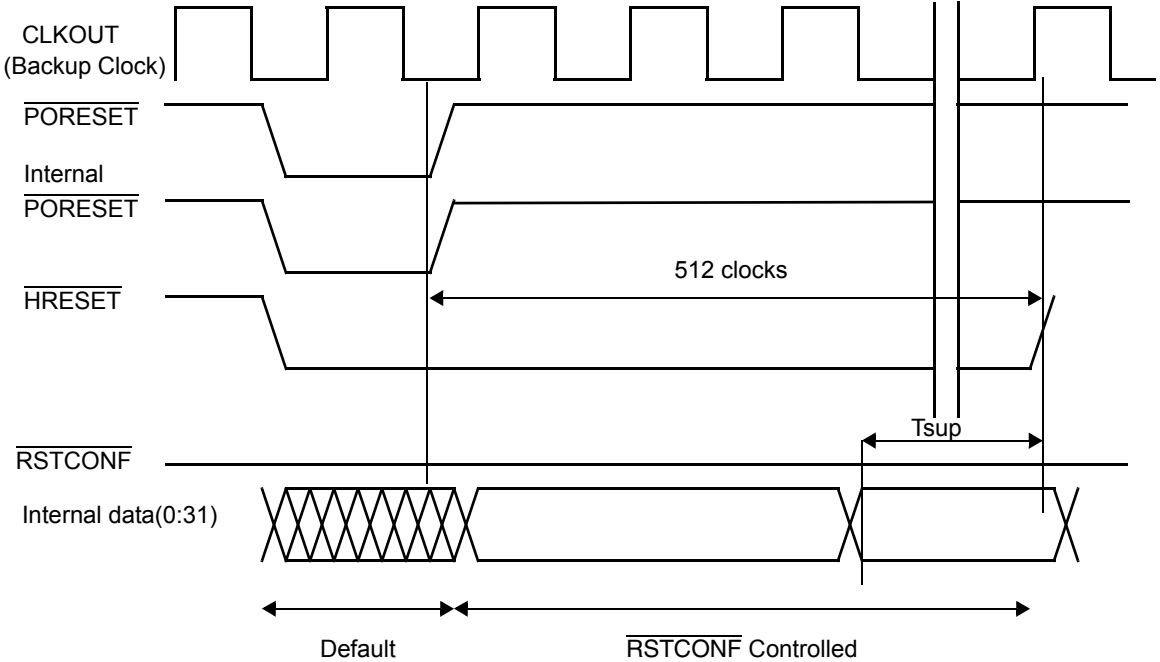 CLKOUT
(Backup Clock)
PORESET
Internal
PORESET
512 clocks
HRESET
Tsup
RSTCONF
Internal data(0:31)
Default
RSTCONF Controlled